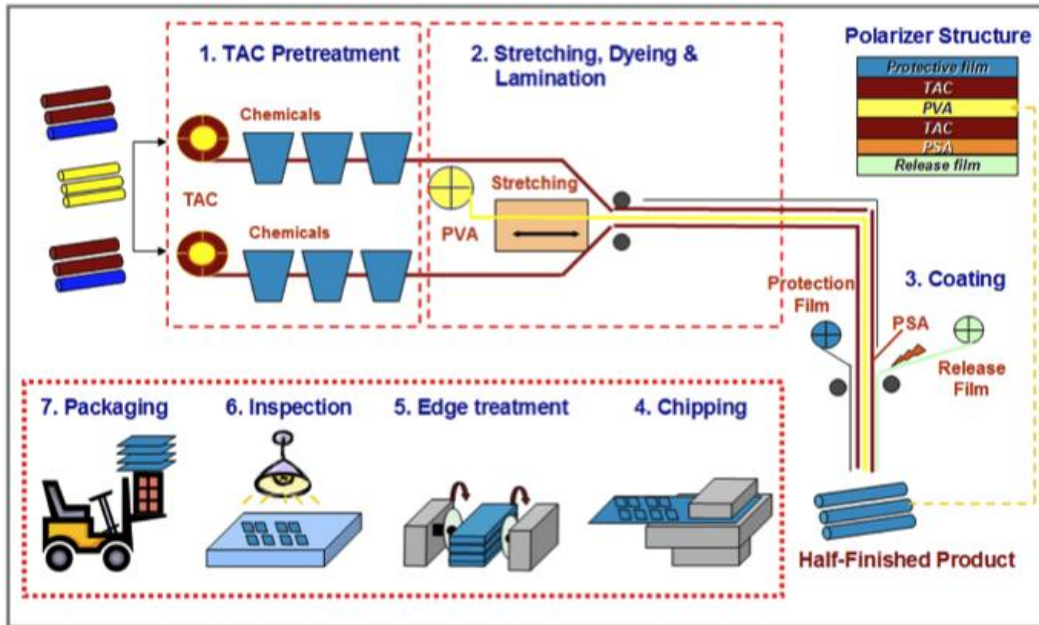 1. TAC Pretreatment
2. Stretching, Dyeing &
Lamination
Polarizer Structure
Protective film
TAC
PVA
TAC
PSA
Release film
Chemicals
TAC
Chemicals
Stretching
PVA
3. Coating
Protection
Film
PSA
Release
Film
7. Packaging
6. Inspection
5. Edge treatment
4. Chipping
Half-Finished Product